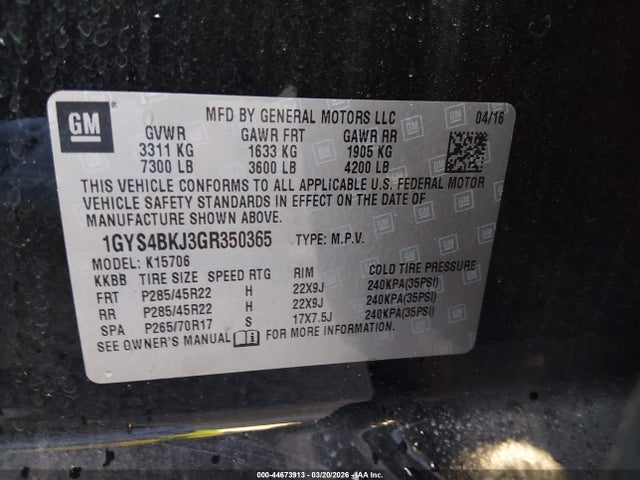 GM
MFD BY GENERAL MOTORS LLC 04/16
GVWR GAWR FRT GAWR RR
3311 KG 1633 KG 1905 KG
7300 LB 3600 LB 4200 LB
THIS VEHICLE CONFORMS TO ALL APPLICABLE U.S. FEDERAL MOTOR
VEHICLE SAFETY STANDARDS IN EFFECT ON THE DATE OF
MANUFACTURE SHOWN ABOVE.
1GYS4BKJ3GR350365 TYPE: M.P.V.
MODEL: K15706
KKBB TIRE SIZE SPEED RTG RIM COLD TIRE PRESSURE
FRT P285/45R22 H 22X9J 240KPA(35PSI)
RR P285/45R22 H 22X9J 240KPA(35PSI)
SPA P265/70R17 S 17X7.5J 240KPA(35PSI)
SEE OWNER'S MANUAL FOR MORE INFORMATION.
000-44673913 - 03/20/2026 - IAA Inc.